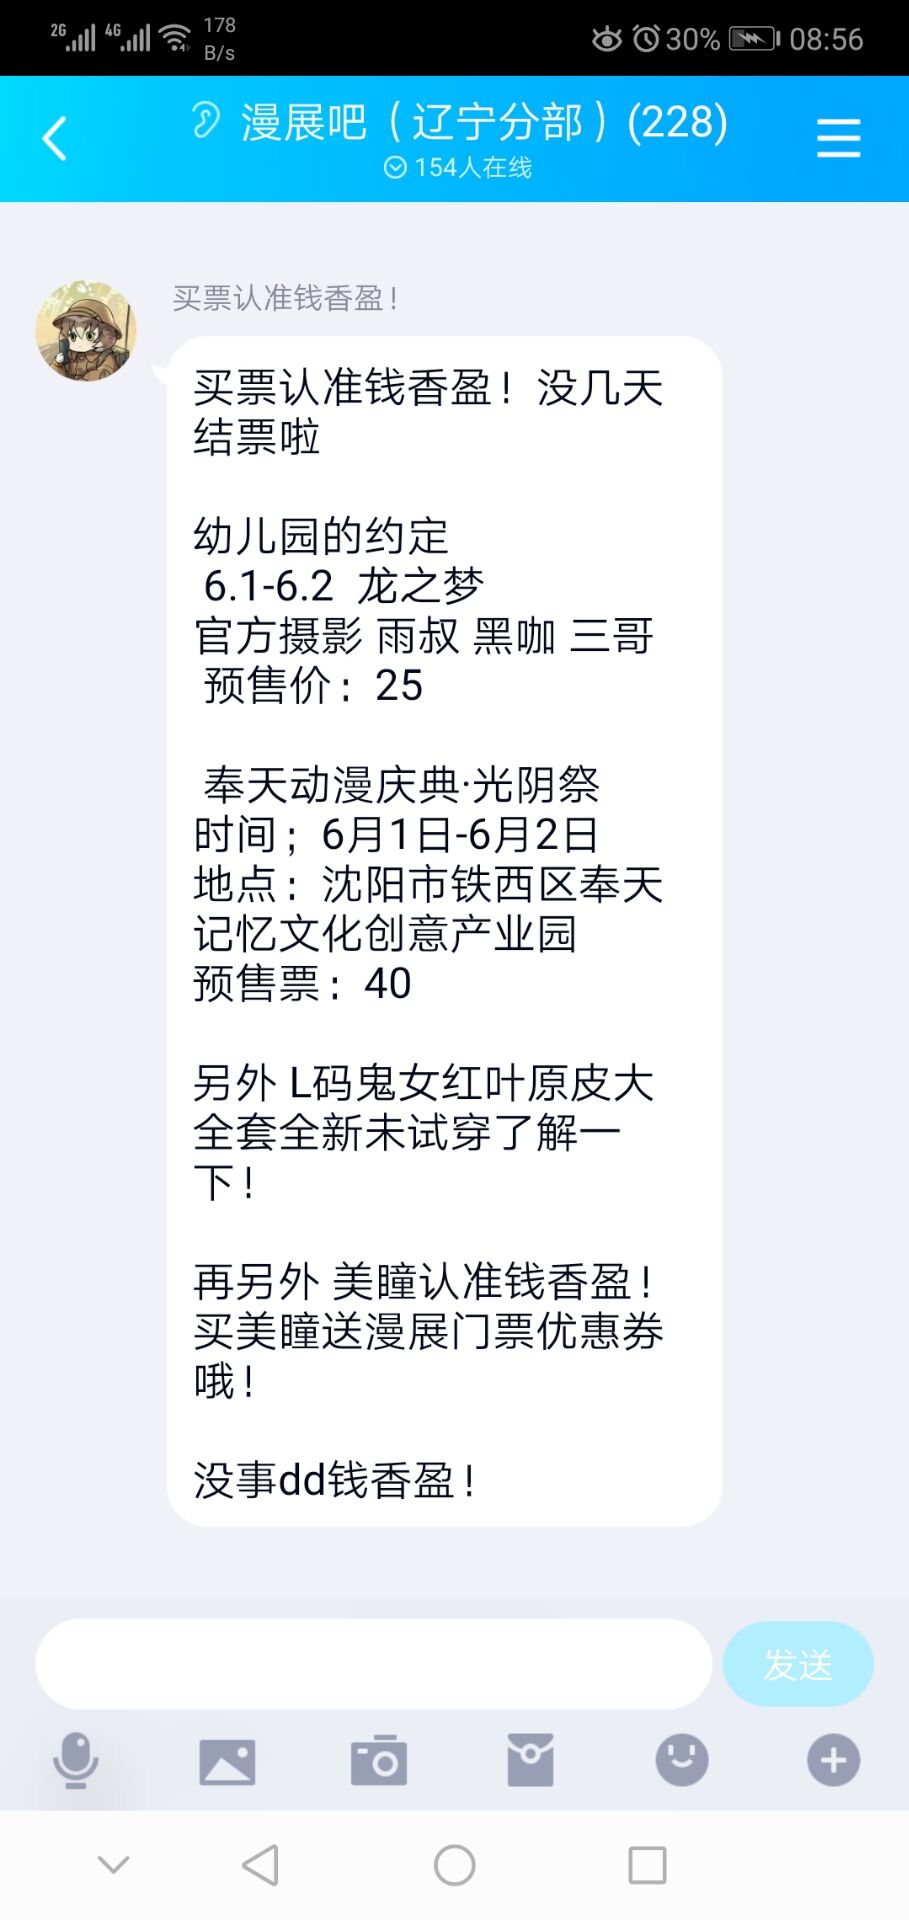 2G 4G 178
B/s
30% 08:56
漫展吧（辽宁分部）(228)
154人在线
买票认准钱香盈！
买票认准钱香盈！没几天
结票啦
幼儿园的约定
6.1-6.2 龙之梦
官方摄影 雨叔 黑咖 三哥
预售价：25
奉天动漫庆典·光阴祭
时间；6月1日-6月2日
地点：沈阳市铁西区奉天
记忆文化创意产业园
预售票：40
另外 L码鬼女红叶原皮大
全套全新未试穿了解一
下！
再另外 美瞳认准钱香盈！
买美瞳送漫展门票优惠券
哦！
没事dd钱香盈！
发送